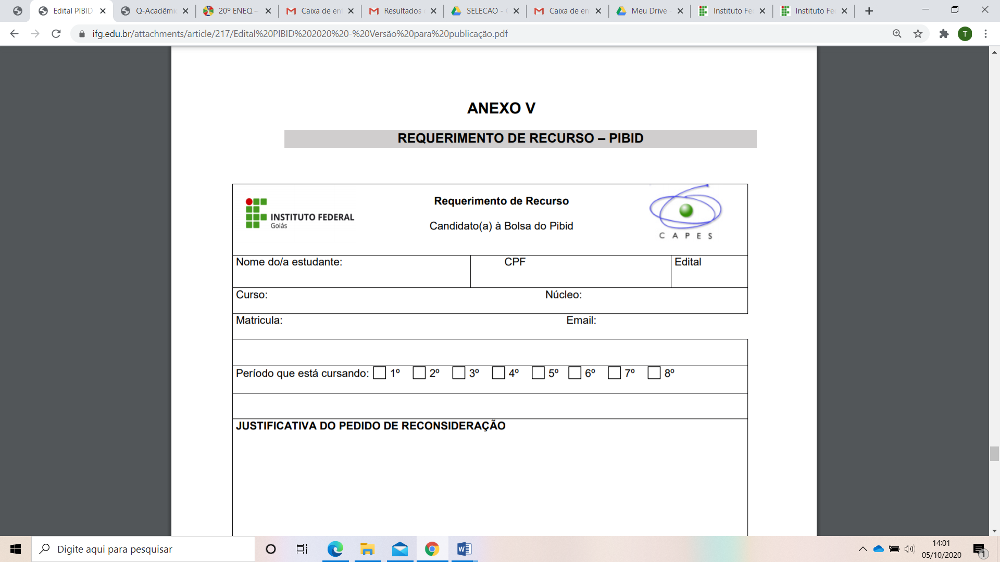 Edital PIBID
Q-Acadêmi
20º ENEQ –
Caixa de en
Resultados
SELECAO -
Caixa de en
Meu Drive -
Instituto Fe
Instituto Fe
ifg.edu.br/attachments/article/217/Edital%20PIBID%202020%20-%20Versão%20para%20publicação.pdf
T
ANEXO V
REQUERIMENTO DE RECURSO – PIBID
INSTITUTO FEDERAL
Goiás
Requerimento de Recurso
Candidato(a) à Bolsa do Pibid
CAPES
Nome do/a estudante: CPF Edital
Curso: Núcleo:
Matricula: Email:
Período que está cursando: 1º 2º 3º 4º 5º 6º 7º 8º
JUSTIFICATIVA DO PEDIDO DE RECONSIDERAÇÃO
Digite aqui para pesquisar
14:01
05/10/2020
1